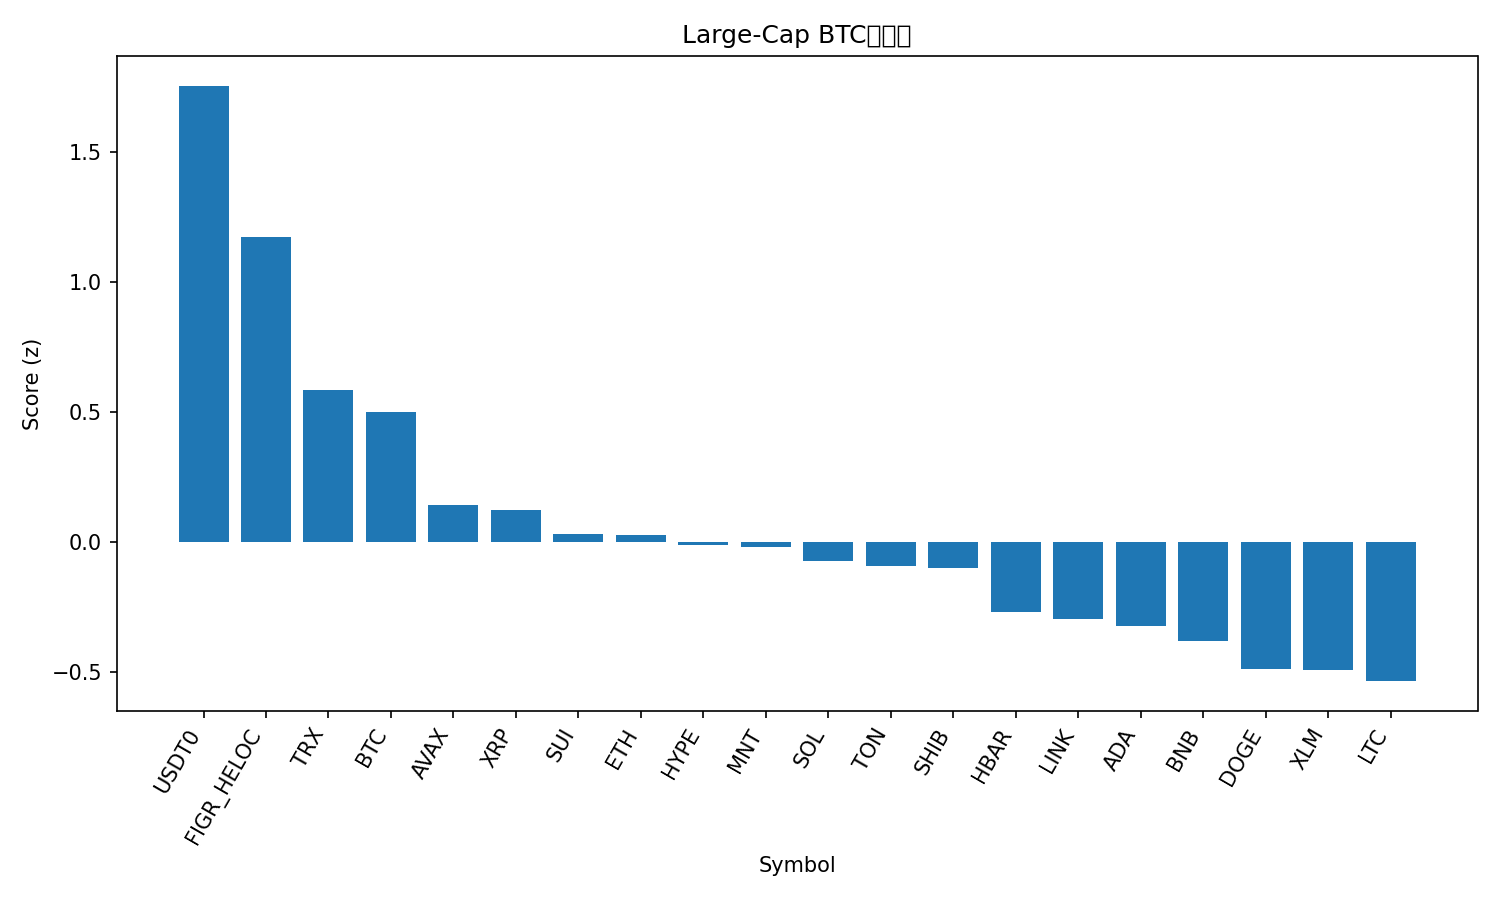 Large-Cap BTC
Score (z)
1.5
1.0
0.5
0.0
−0.5
USDT0
FIGR_HELOC
TRX
BTC
AVAX
XRP
SUI
ETH
HYPE
MNT
SOL
TON
SHIB
HBAR
LINK
ADA
BNB
DOGE
XLM
LTC
Symbol